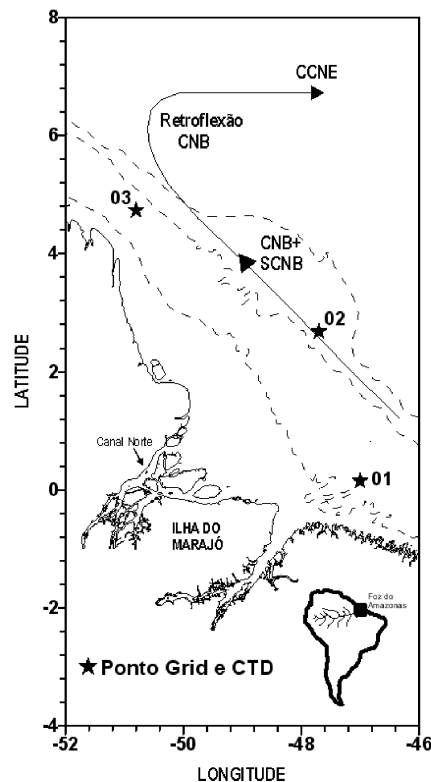 8
6
4
2
0
-2
-4
LATITUDE
CCNE
Retroflexão
CNB
03
CNB+
SCNB
02
Canal Norte
01
ILHA DO
MARAJÓ
Foz do
Amazonas
Ponto Grid e CTD
-52
-50
-48
-46
LONGITUDE